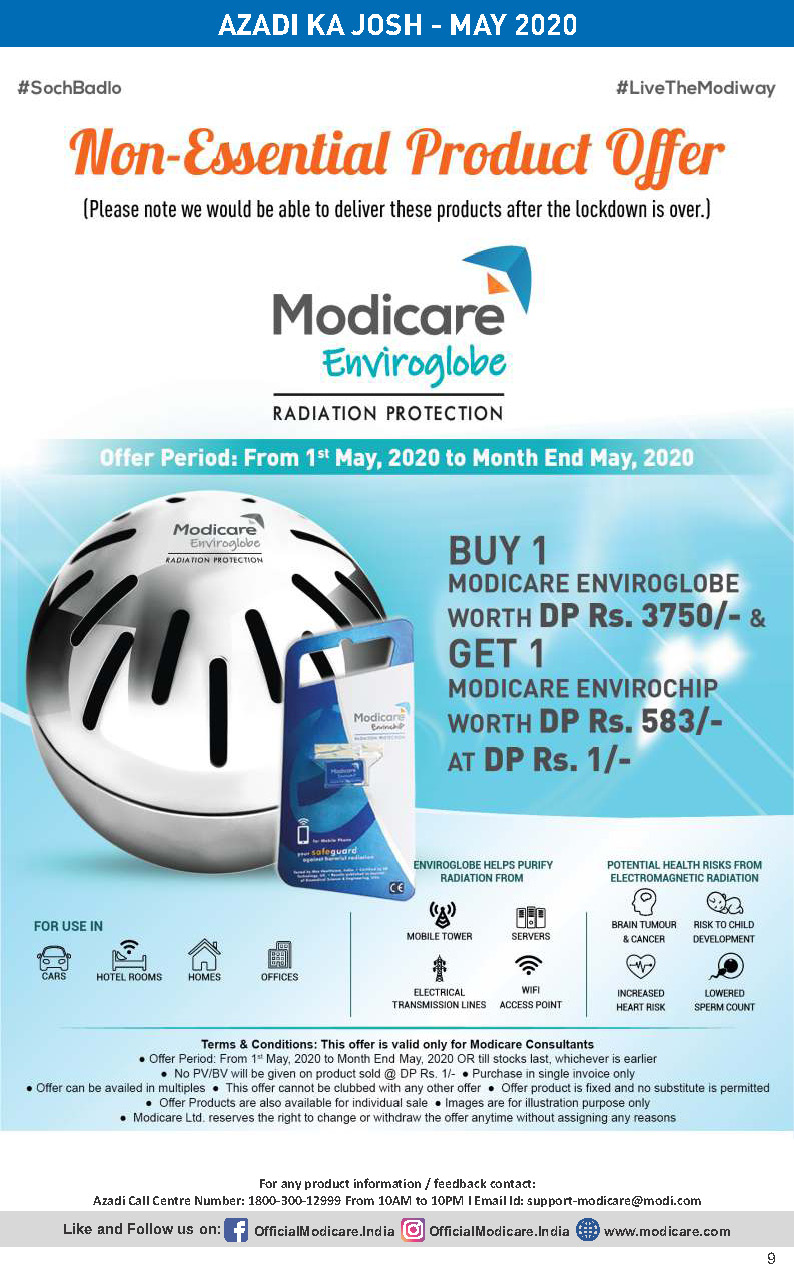 AZADI KA JOSH - MAY 2020
#SochBadlo
#LiveTheModiway
Non-Essential Product Offer
(Please note we would be able to deliver these products after the lockdown is over.)
Modicare
Enviroglobe
RADIATION PROTECTION
Offer Period: From 1st May, 2020 to Month End May, 2020
Modicare
Enviroglobe
RADIATION PROTECTION
BUY 1
MODICARE ENVIROGLOBE
WORTH DP Rs. 3750/- &
GET 1
MODICARE ENVIROCHIP
WORTH DP Rs. 583/-
AT DP Rs. 1/-
Modicare
Envirochip
RADIATION PROTECTION
Modicare
for Mobile Phone
your safeguard
against harmful radiation
CE
FOR USE IN
CARS
HOTEL ROOMS
HOMES
OFFICES
ENVIROGLOBE HELPS PURIFY
RADIATION FROM
MOBILE TOWER
SERVERS
ELECTRICAL
TRANSMISSION LINES
WIFI
ACCESS POINT
POTENTIAL HEALTH RISKS FROM
ELECTROMAGNETIC RADIATION
BRAIN TUMOUR
& CANCER
RISK TO CHILD
DEVELOPMENT
INCREASED
HEART RISK
LOWERED
SPERM COUNT
Terms & Conditions: This offer is valid only for Modicare Consultants
● Offer Period: From 1st May, 2020 to Month End May, 2020 OR till stocks last, whichever is earlier
● No PV/BV will be given on product sold @ DP Rs. 1/- ● Purchase in single invoice only
● Offer can be availed in multiples ● This offer cannot be clubbed with any other offer ● Offer product is fixed and no substitute is permitted
● Offer Products are also available for individual sale ● Images are for illustration purpose only
● Modicare Ltd. reserves the right to change or withdraw the offer anytime without assigning any reasons
For any product information / feedback contact:
Azadi Call Centre Number: 1800-300-12999 From 10AM to 10PM I Email Id: support-modicare@modi.com
Like and Follow us on: OfficialModicare.India OfficialModicare.India www.modicare.com
9